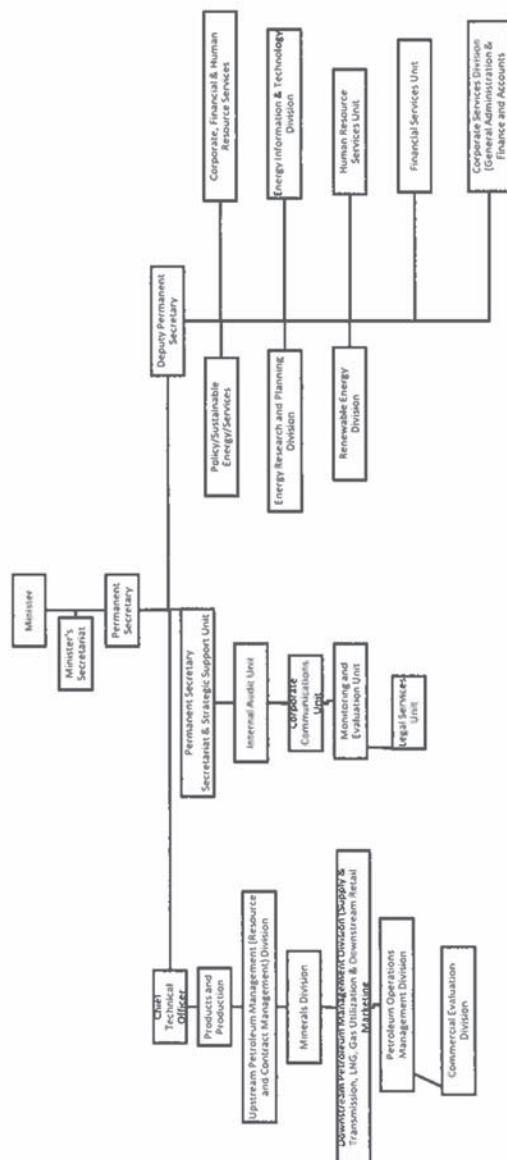 Minister
Minister's
Secretariat
Permanent
Secretary
Chief
Technical
Officer
Products and
Production
Upstream Petroleum Management (Resource
and Contract Management) Division
Minerals Division
Downstream Petroleum Management Division (Supply &
Transmission, LNG, Gas Utilization & Downstream Retail
Marketing
Petroleum Operations
Management Division
Commercial Evaluation
Division
Permanent Secretary
Secretariat & Strategic Support Unit
Internal Audit Unit
Corporate
Communications
Unit
Monitoring and
Evaluation Unit
Legal Services
Unit
Deputy Permanent
Secretary
Policy/Sustainable
Energy/Services
Energy Research and Planning
Division
Renewable Energy
Division
Corporate, Financial & Human
Resource Services
Energy Information & Technology
Division
Human Resource
Services Unit
Financial Services Unit
Corporate Services Division
(General Administration &
Finance and Accounts